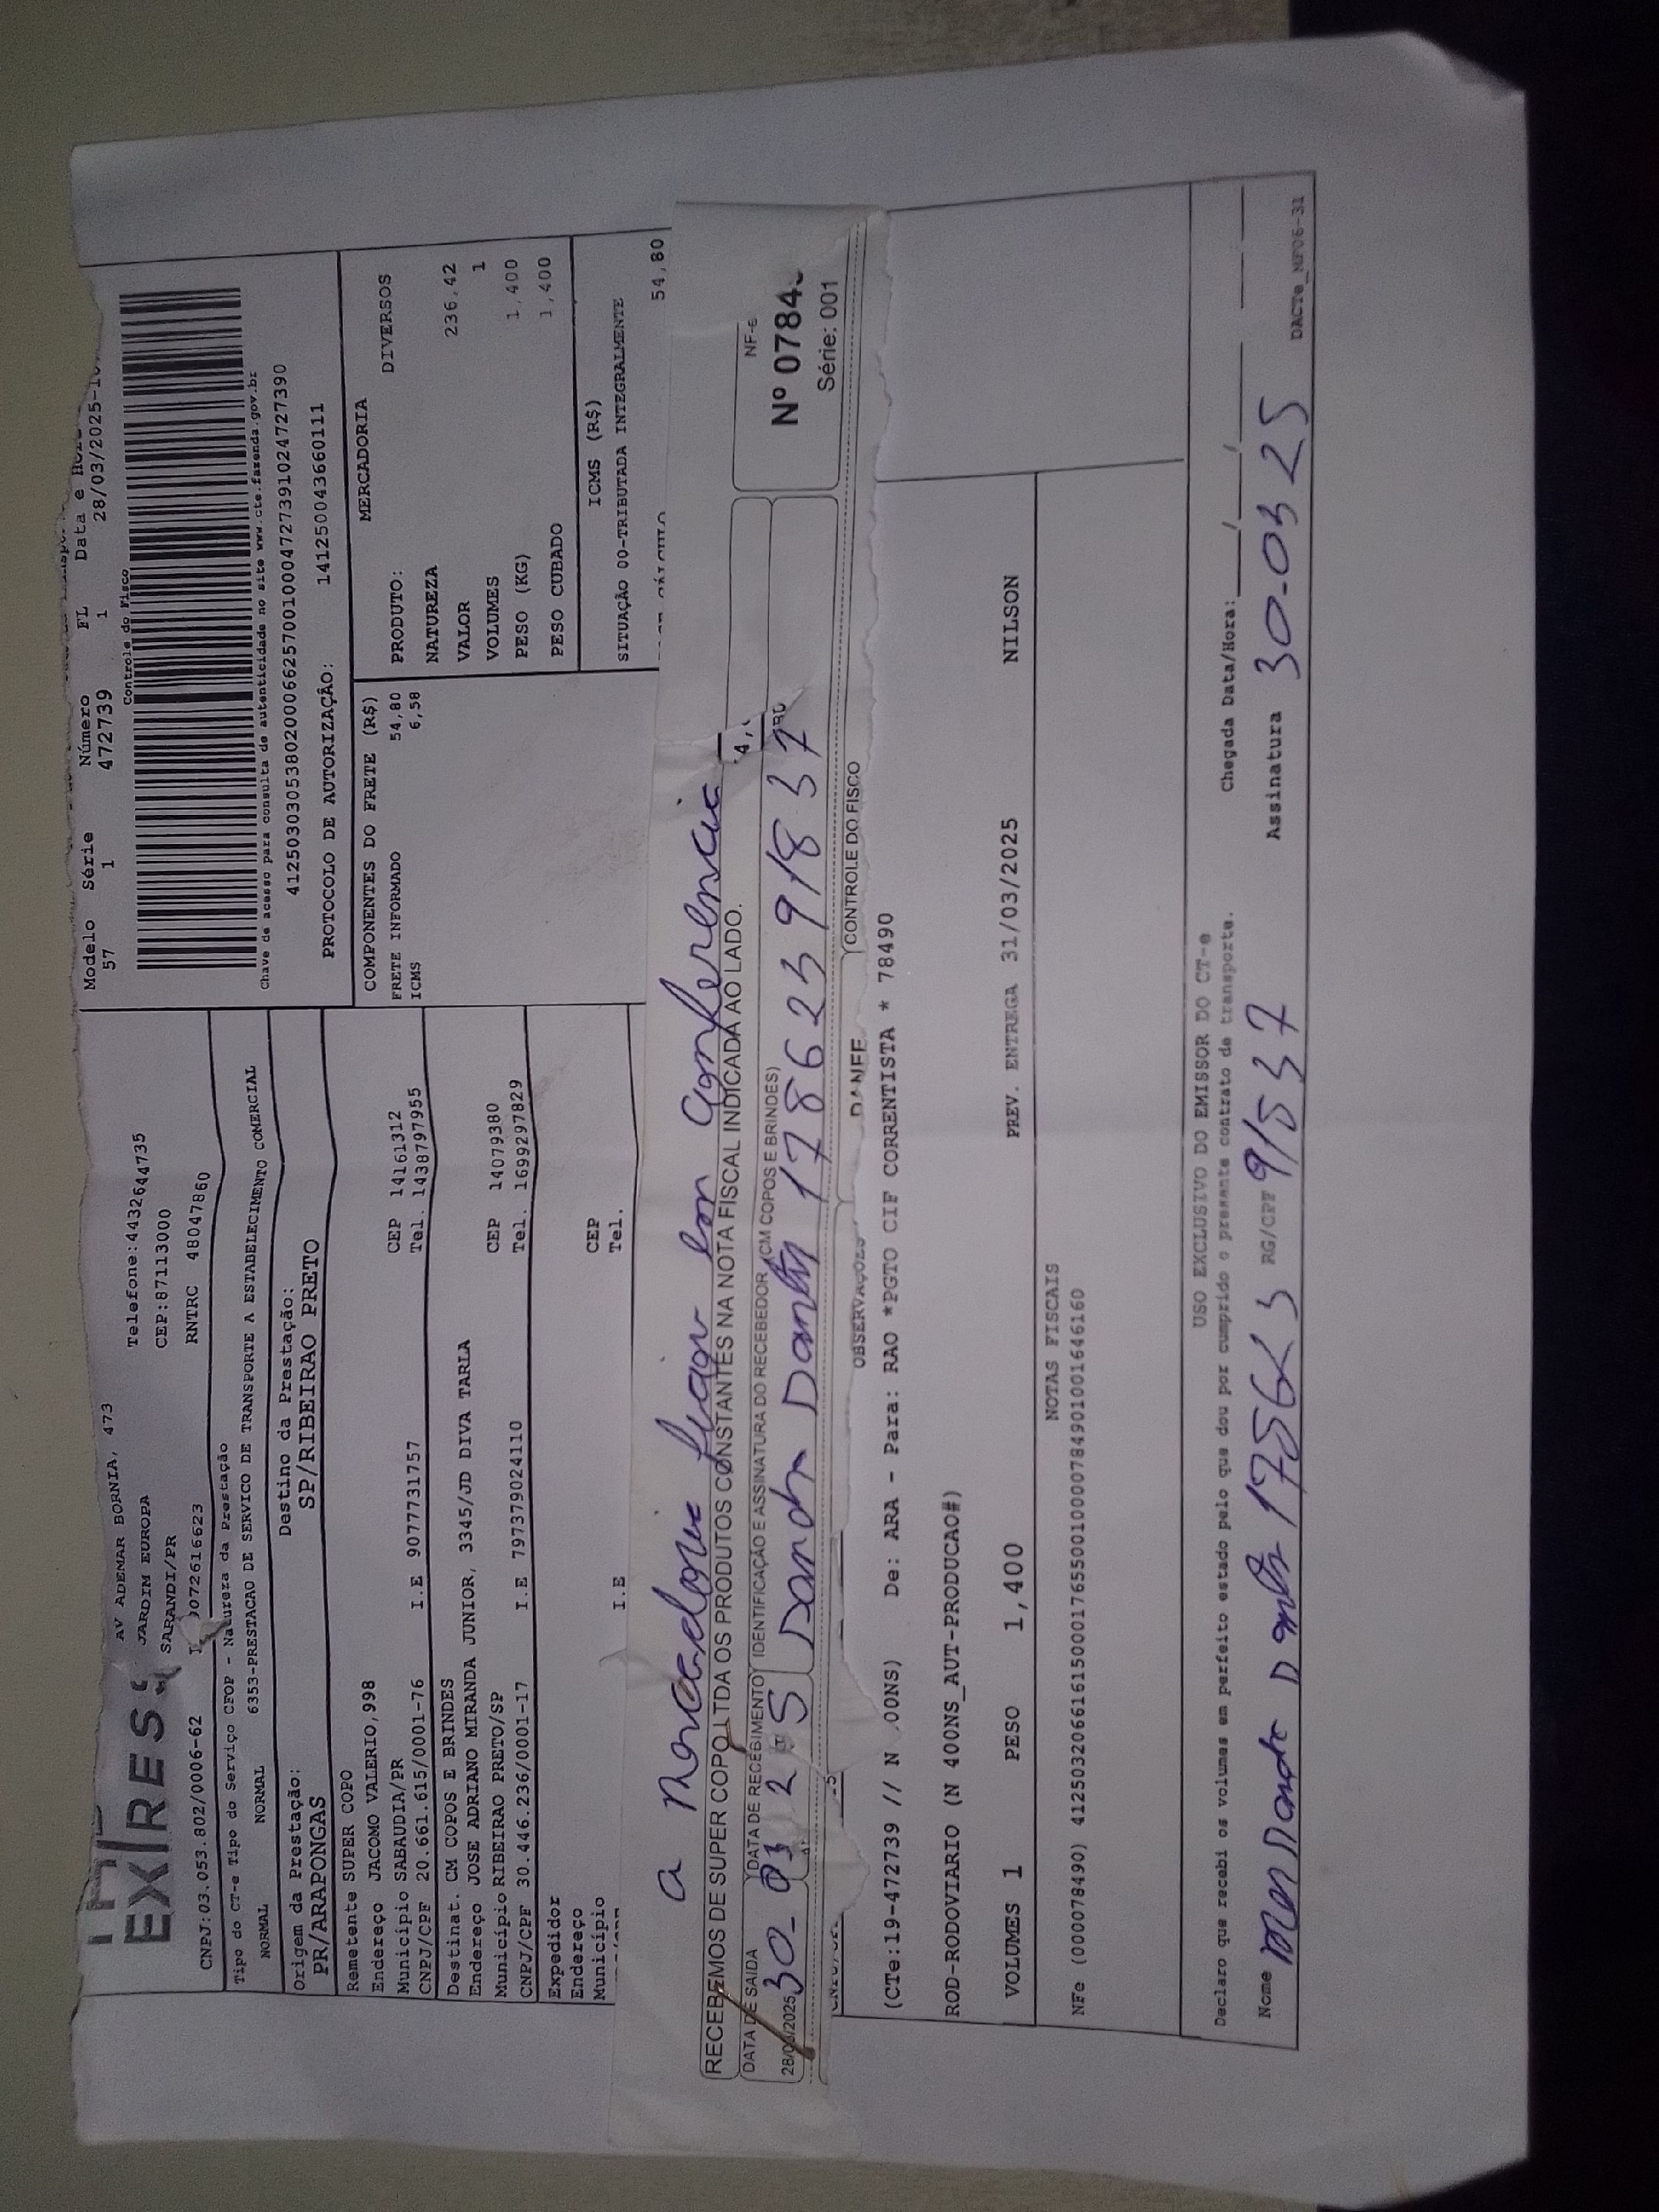 EXPRESS
AV ADEMAR BORNIA, 473
JARDIM EUROPA
Telefone:4432644735
SARANDI/PR
CEP:87113000
CNPJ:03.053.802/0006-62
9072616623
RNTRC 48047860
Tipo do CT-e Tipo do Serviço CFOP - Natureza da Prestação
NORMAL NORMAL 6353-PRESTACAO DE SERVICO DE TRANSPORTE A ESTABELECIMENTO COMERCIAL
Origem da Prestação:
PR/ARAPONGAS
Destino da Prestação:
SP/RIBEIRAO PRETO
Remetente SUPER COPO
Endereço JACOMO VALERIO,998
Município SABAUDIA/PR CEP 14161312
CNPJ/CPF 20.661.615/0001-76 I.E 9077731757 Tel. 143879797955
Destinat. CM COPOS E BRINDES
Endereço JOSE ADRIANO MIRANDA JUNIOR, 3345/JD DIVA TARLA
Município RIBEIRAO PRETO/SP CEP 14079380
CNPJ/CPF 30.446.236/0001-17 I.E 797379024110 Tel. 16992297829
Expedidor
Endereço
Município CEP
I.E Tel.
Modelo Série Número FL Data e
57 1 472739 1 28/03/2025
Controle do Fisco
Chave de acesso para consulta de autenticidade no site www.cte.fazenda.gov.br
41250303053802000662570010004727391024727390
PROTOCOLO DE AUTORIZAÇÃO: 141250043660111
COMPONENTES DO FRETE (R$)
FRETE INFORMADO 54,80
ICMS 6,58
MERCADORIA
PRODUTO: DIVERSOS
NATUREZA
VALOR 236.42
VOLUMES 1
PESO (KG) 1,400
PESO CUBADO 1,400
ICMS (R$)
SITUAÇÃO 00-TRIBUTADA INTEGRALMENTE
54,80
a Mercadoria ficar em Conferencia
RECEBEMOS DE SUPER COPO LTDA OS PRODUTOS CONSTANTES NA NOTA FISCAL INDICADA AO LADO.
DATA DE SAIDA
28/03/2025
DATA DE RECEBIMENTO
30 03 25
IDENTIFICAÇÃO E ASSINATURA DO RECEBEDOR (CM COPOS E BRINDES)
NF-e
Nº 0784
Série: 001
DANFE
CONTROLE DO FISCO
OBSERVAÇÕES
(CTe:19-472739 // N De: ARA - Para: RAO *PGTO CIF CORRENTISTA * 78490
ROD-RODOVIARIO (N 400NS_AUT-PRODUCAO#)
VOLUMES 1 PESO 1,400 PREV. ENTREGA 31/03/2025 NILSON
NOTAS FISCAIS
NFe (000078490) 41250320661615000176550010000784901001646160
USO EXCLUSIVO DO EMISSOR DO CT-e
Declaro que recebi os volumes em perfeito estado pelo que dou por cumprido o presente contrato de transporte.
Chegada Data/Hora: __/__/__
Nome RG/CPF Assinatura 30-03 25
DACTe_NF06-31